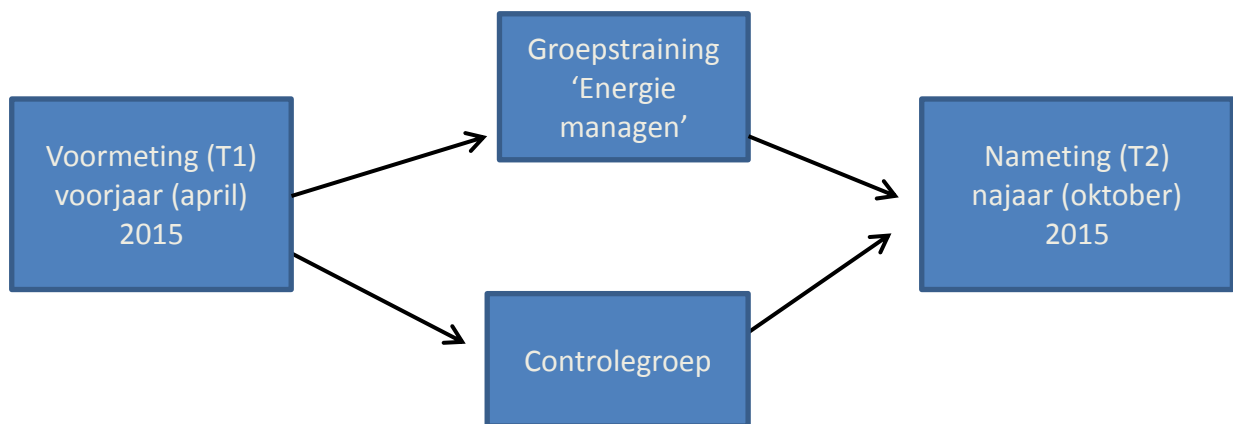 Voormeting (T1)
voorjaar (april)
2015
Groepstraining
‘Energie
managen’
Controlegroep
Nameting (T2)
najaar (oktober)
2015